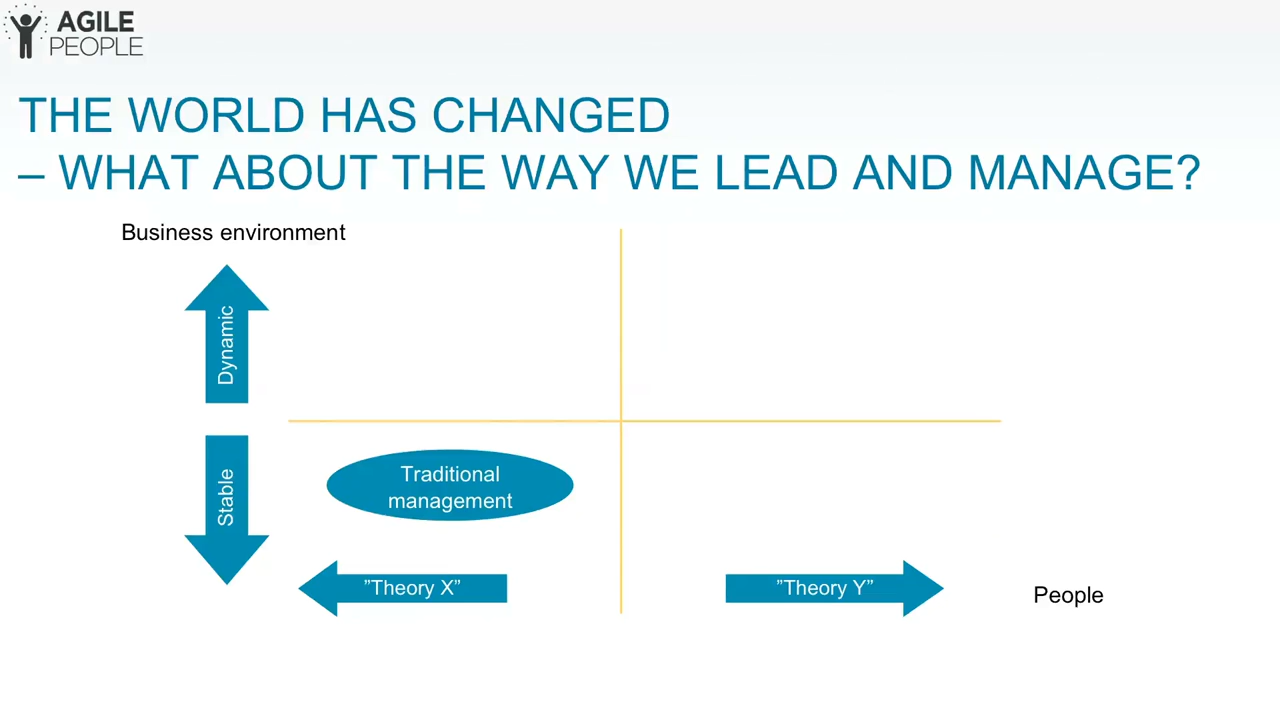 AGILE
PEOPLE
THE WORLD HAS CHANGED
– WHAT ABOUT THE WAY WE LEAD AND MANAGE?
Business environment
Dynamic
Stable
Traditional
management
”Theory X”
”Theory Y”
People